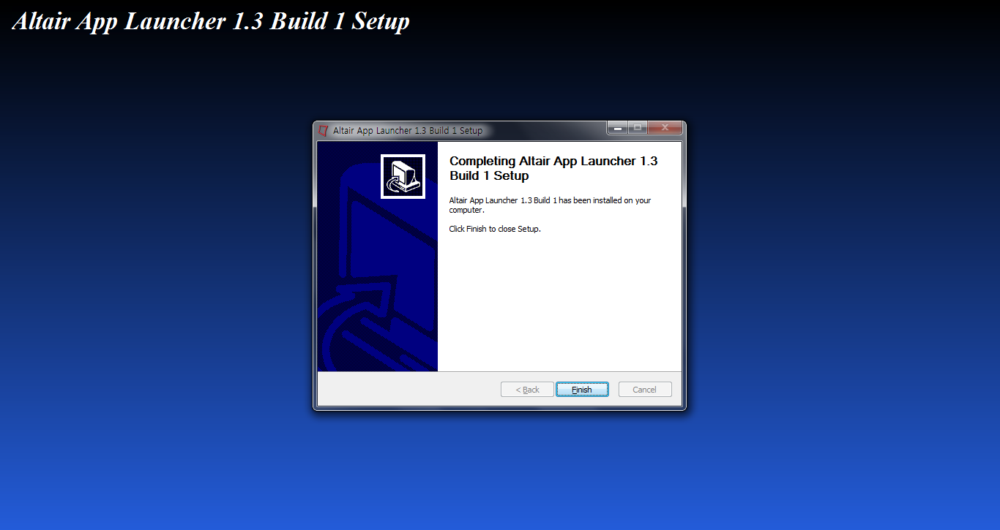 Altair App Launcher 1.3 Build 1 Setup
Altair App Launcher 1.3 Build 1 Setup
Completing Altair App Launcher 1.3
Build 1 Setup
Altair App Launcher 1.3 Build 1 has been installed on your
computer.
Click Finish to close Setup.
< Back
Finish
Cancel